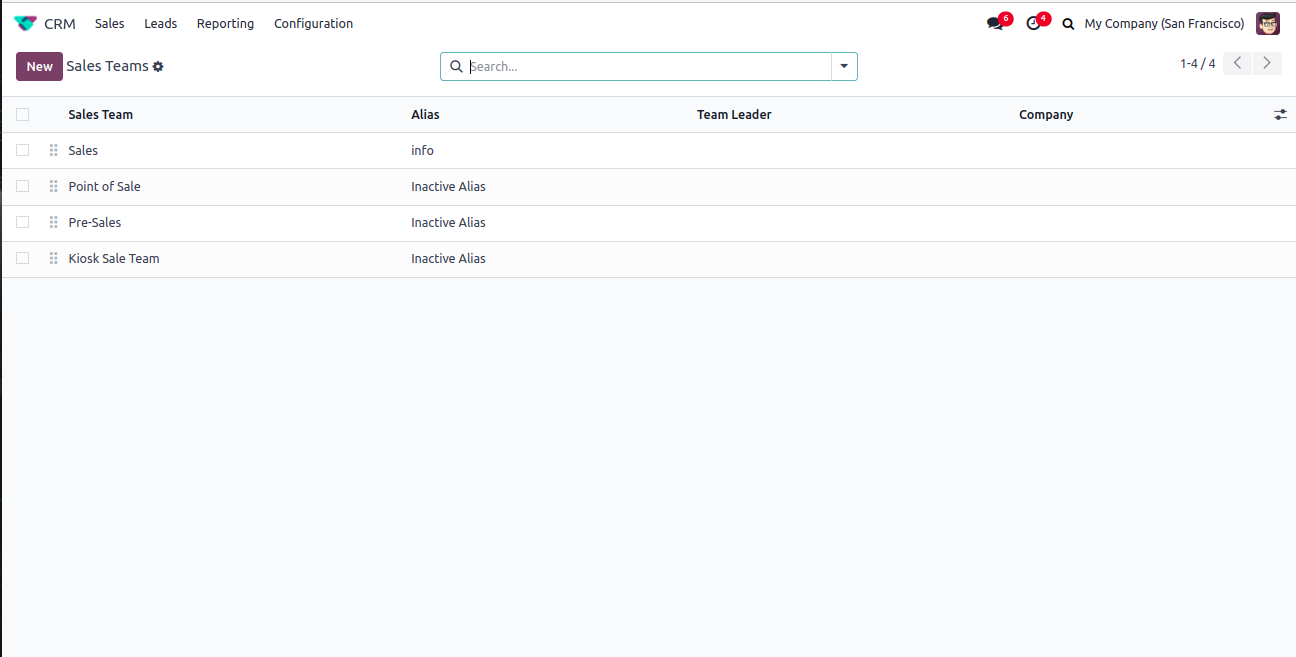 CRM Sales Leads Reporting Configuration 6 4 My Company (San Francisco)
New Sales Teams Search... 1-4 / 4
Sales Team Alias Team Leader Company
Sales info
Point of Sale Inactive Alias
Pre-Sales Inactive Alias
Kiosk Sale Team Inactive Alias